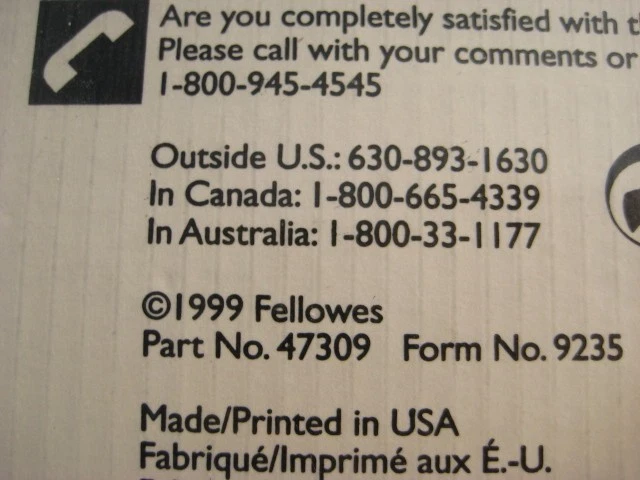 Are you completely satisfied with
Please call with your comments or
1-800-945-4545
Outside U.S.: 630-893-1630
In Canada: 1-800-665-4339
In Australia: 1-800-33-1177
©1999 Fellowes
Part No. 47309 Form No. 9235
Made/Printed in USA
Fabriqué/Imprimé aux É.-U.